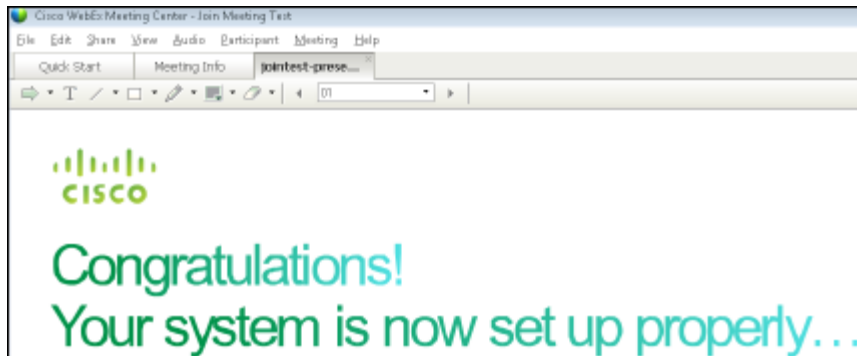 Cisco WebEx Meeting Center - Join Meeting Test
File Edit Share View Audio Participant Meeting Help
Quick Start Meeting Info jointest-prese...
T 01
CISCO
Congratulations!
Your system is now set up properly...